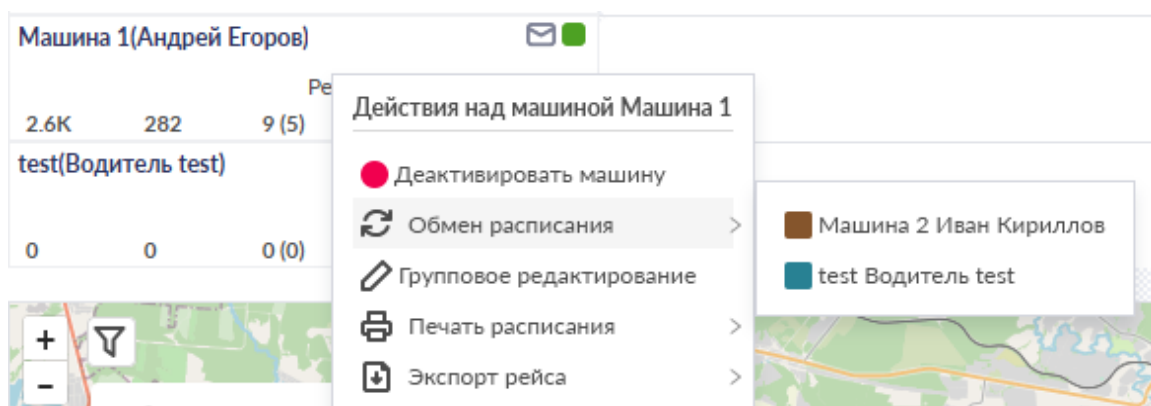 Машина 1(Андрей Егоров)
Ре
2.6K 282 9 (5)
test(Водитель test)
0 0 0 (0)
Действия над машиной Машина 1
Деактивировать машину
Обмен расписания
Групповое редактирование
Печать расписания
Экспорт рейса
Машина 2 Иван Кириллов
test Водитель test
+
−